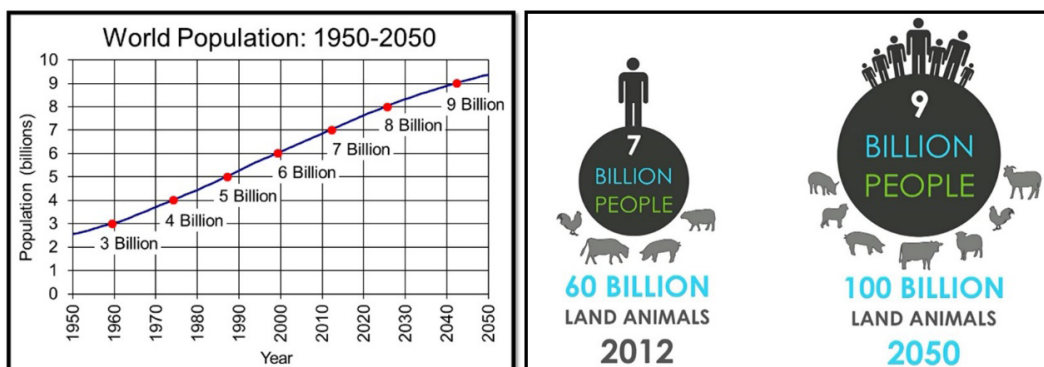 World Population: 1950-2050
Population (billions)
10
9
8
7
6
5
4
3
2
1
0
3 Billion
4 Billion
5 Billion
6 Billion
7 Billion
8 Billion
9 Billion
1950
1960
1970
1980
1990
2000
2010
2020
2030
2040
2050
Year
7
BILLION
PEOPLE
60 BILLION
LAND ANIMALS
2012
9
BILLION
PEOPLE
100 BILLION
LAND ANIMALS
2050